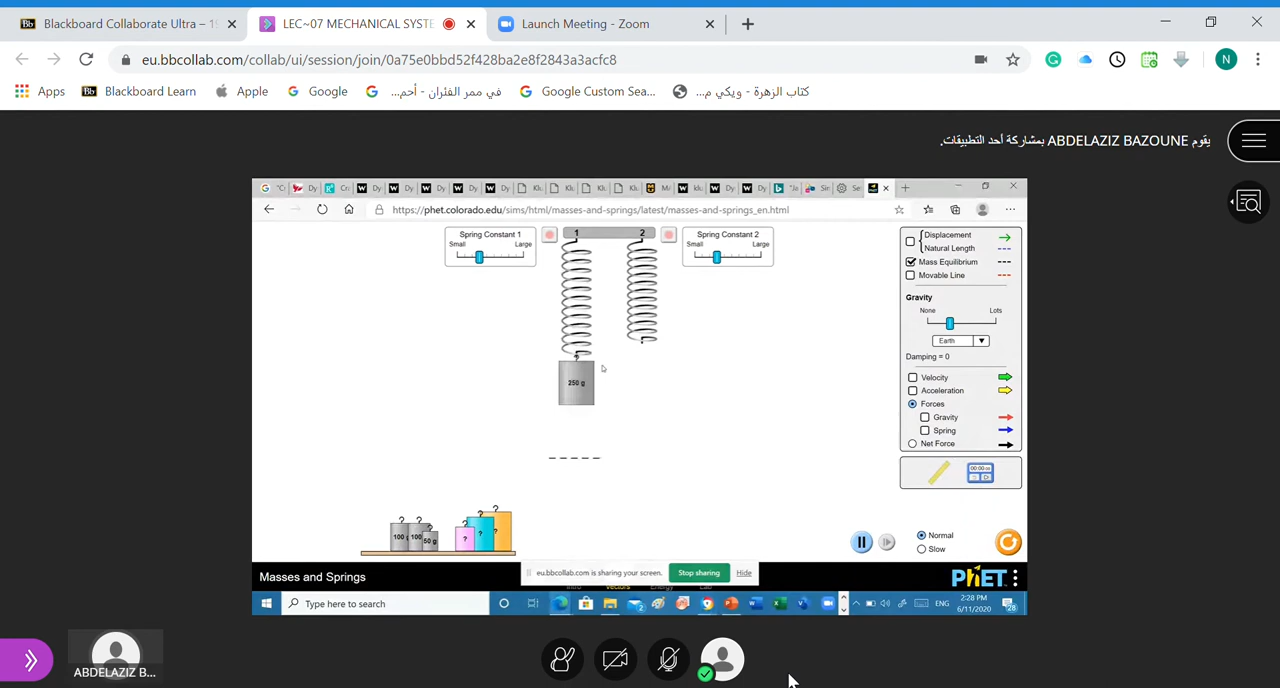 Blackboard Collaborate Ultra –
LEC~07 MECHANICAL SYSTE
Launch Meeting - Zoom
eu.bbcollab.com/collab/ui/session/join/0a75e0bbd52f428ba2e8f2843a3acfc8
N
Apps
Bb Blackboard Learn
Apple
Google
في ممر الفئران - أحم...
Google Custom Sea...
كتاب الزهرة - ويكي م...
يقوم ABDELAZIZ BAZOUNE بمشاركة أحد التطبيقات.
https://phet.colorado.edu/sims/html/masses-and-springs/latest/masses-and-springs_en.html
Spring Constant 1
Small Large
1 2
Spring Constant 2
Small Large
Displacement
Natural Length
Mass Equilibrium
Movable Line
Gravity
None Lots
Earth
Damping = 0
Velocity
Acceleration
Forces
Gravity
Spring
Net Force
250 g
100 g 100 50 g
? ? ?
Normal
Slow
Masses and Springs
eu.bbcollab.com is sharing your screen. Stop sharing Hide
PhET
Type here to search
ENG
2:28 PM
6/11/2020
28
ABDELAZIZ B...